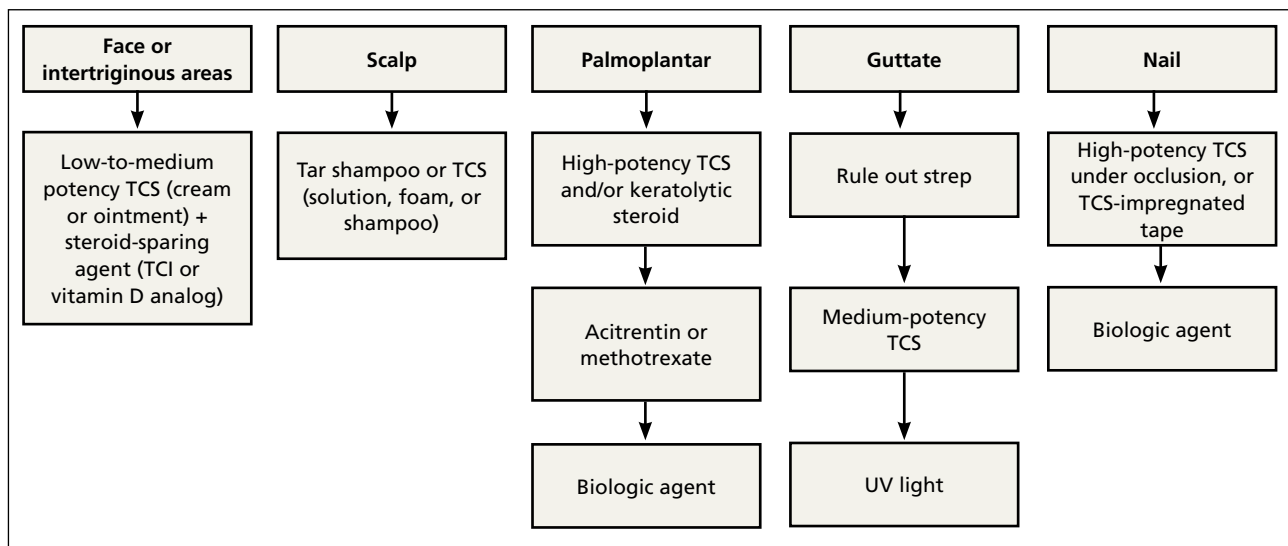 Face or
intertriginous areas
Low-to-medium
potency TCS (cream
or ointment) +
steroid-sparing
agent (TCI or
vitamin D analog)
Scalp
Tar shampoo or TCS
(solution, foam, or
shampoo)
Palmoplantar
High-potency TCS
and/or keratolytic
steroid
Acitrentin or
methotrexate
Biologic agent
Guttate
Rule out strep
Medium-potency
TCS
UV light
Nail
High-potency TCS
under occlusion, or
TCS-impregnated
tape
Biologic agent